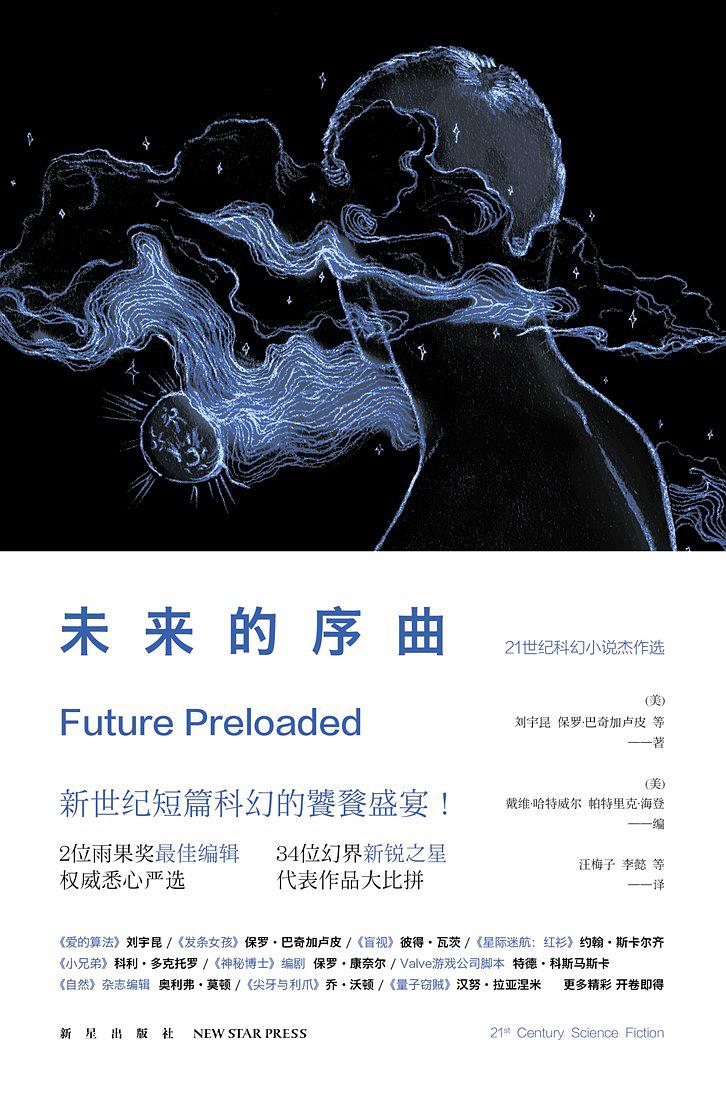 未来的序曲
21世纪科幻小说杰作选
Future Preloaded
(美)
刘宇昆 保罗·巴奇加卢皮 等
——著
(美)
戴维·哈特威尔 帕特里克·海登
——编
汪梅子 李懿 等
——译
新世纪短篇科幻的饕餮盛宴！
2位雨果奖最佳编辑
权威悉心严选
34位幻界新锐之星
代表作品大比拼
《爱的算法》刘宇昆 /《发条女孩》保罗·巴奇加卢皮 /《盲视》彼得·瓦茨 /《星际迷航：红衫》约翰·斯卡尔齐
《小兄弟》科利·多克托罗 /《神秘博士》编剧 保罗·康奈尔 / Valve游戏公司脚本 特德·科斯马斯卡
《自然》杂志编辑 奥利弗·莫顿 /《尖牙与利爪》乔·沃顿 /《量子窃贼》汉努·拉亚涅米 更多精彩 开卷即得
新星出版社 NEW STAR PRESS
21st Century Science Fiction